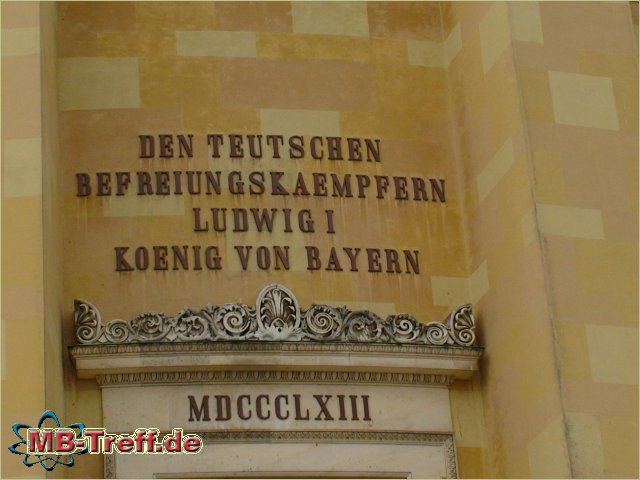 DEN TEUTSCHEN
BEFREIUNGSKAEMPFERN
LUDWIG I
KOENIG VON BAYERN
MDCCCLXIII
MB-Treff.de